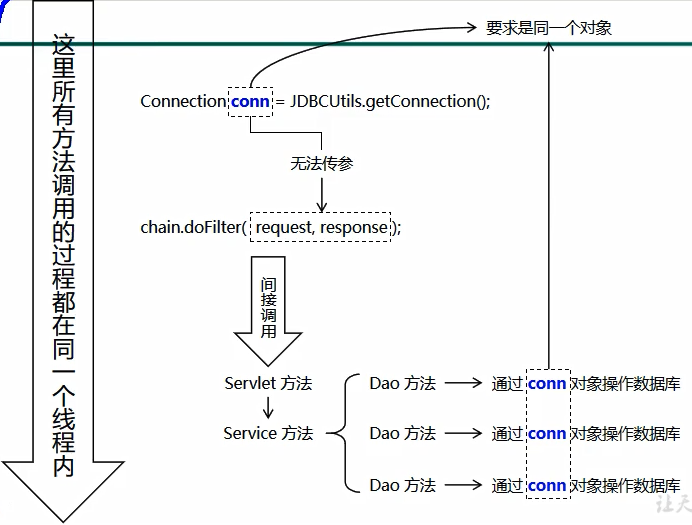 要求是同一个对象
这里所有方法调用的过程都在同一个线程内
Connection conn = JDBCUtils.getConnection();
无法传参
chain.doFilter( request, response );
间接调用
Servlet 方法
Dao 方法
通过 conn 对象操作数据库
Service 方法
Dao 方法
通过 conn 对象操作数据库
Dao 方法
通过 conn 对象操作数据库
让天